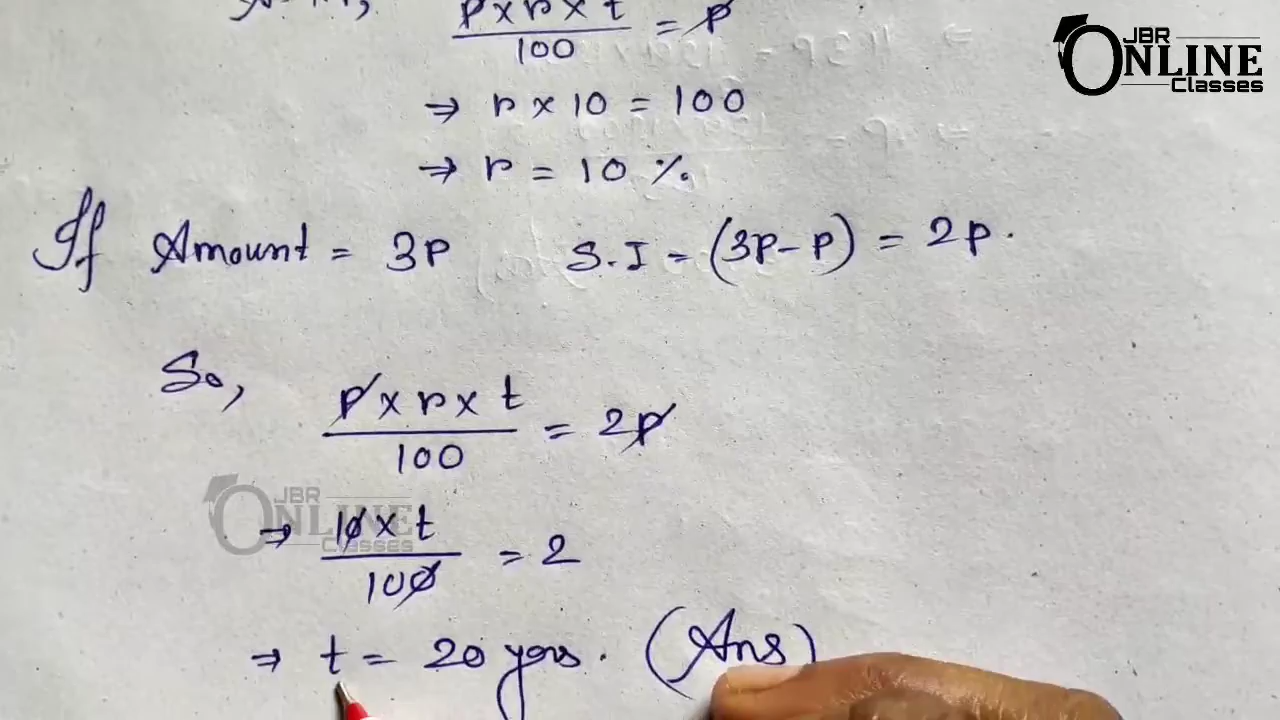 p × r × t / 100 = p
⇒ r × 10 = 100
⇒ r = 10 %.
If Amount = 3P S.I = (3P - P) = 2P.
So, p × r × t / 100 = 2p
⇒ 10 × t / 100 = 2
⇒ t = 20 yrs. (Ans)
JBR
ONLINE
Classes
JBR
ONLINE
Classes